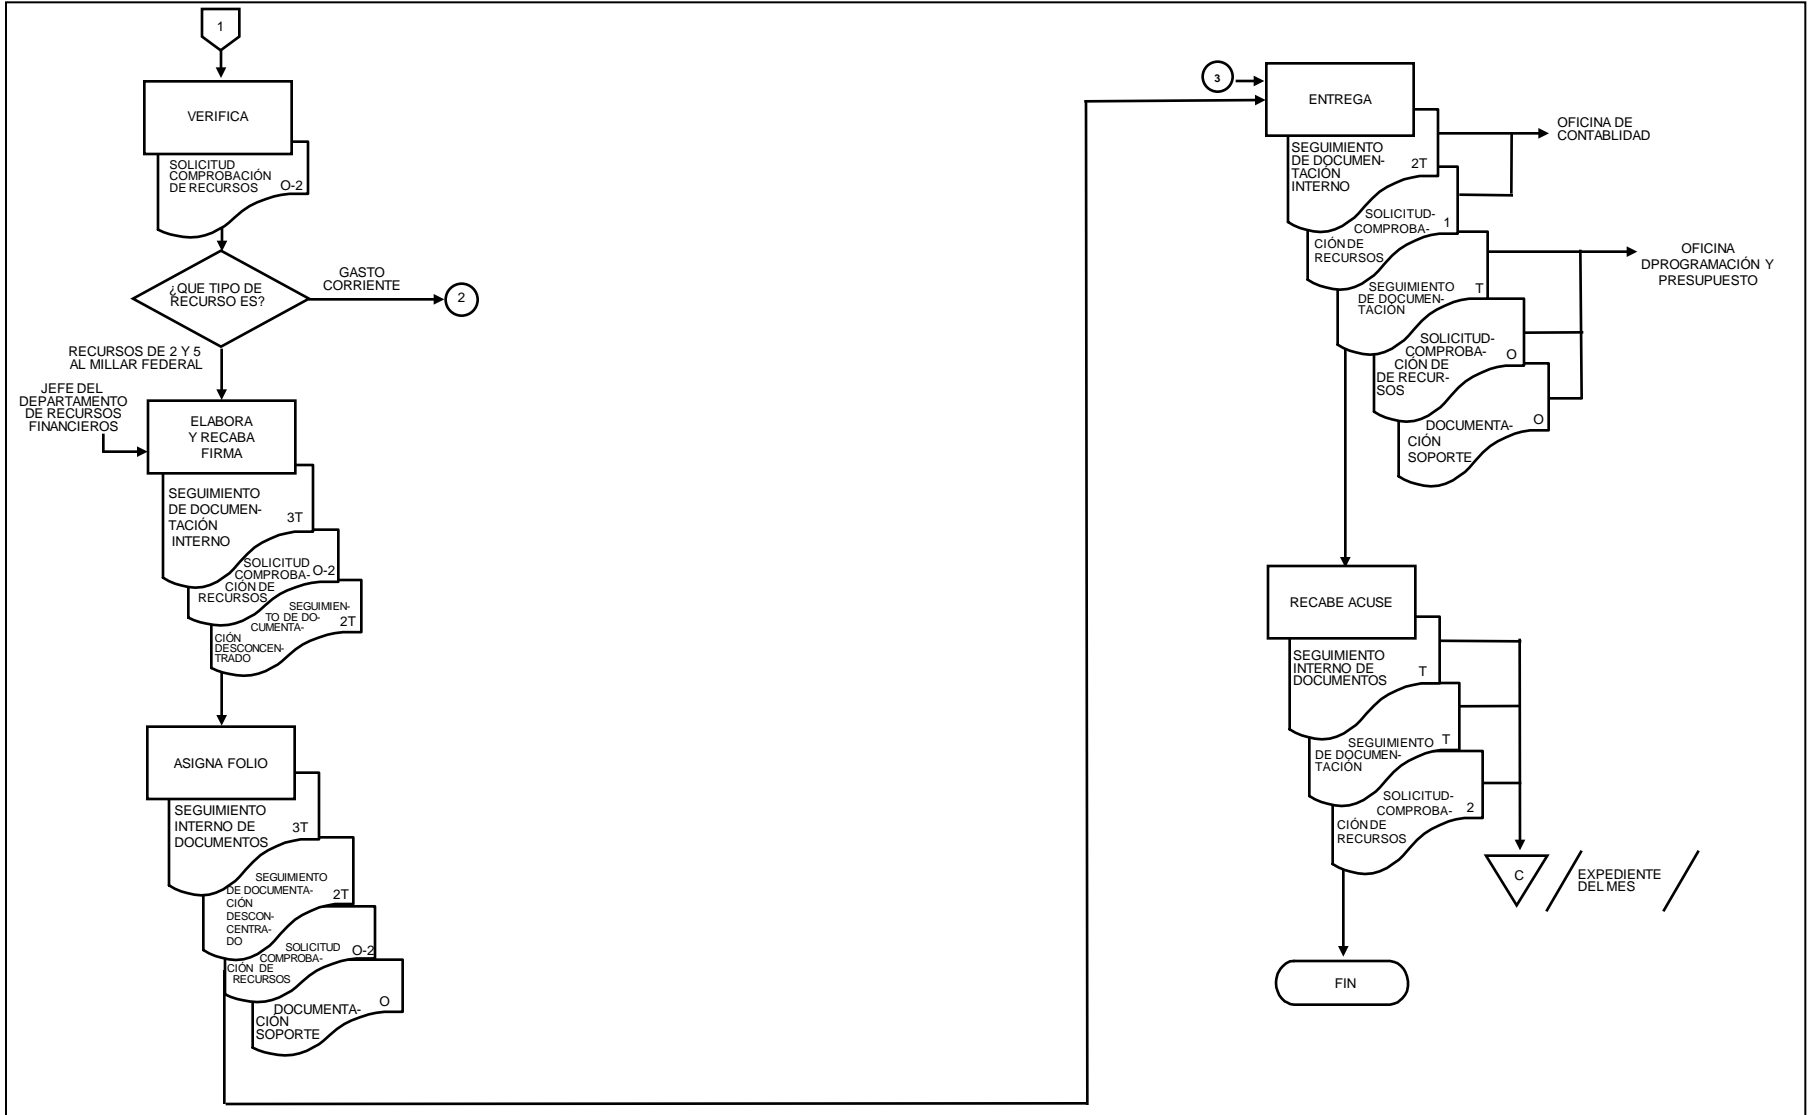 1
VERIFICA
SOLICITUD
COMPROBACIÓN
DE RECURSOS
O-2
¿QUE TIPO DE
RECURSO ES?
GASTO
CORRIENTE
2
RECURSOS DE 2 Y 5
AL MILLAR FEDERAL
JEFE DEL
DEPARTAMENTO
DE RECURSOS
FINANCIEROS
ELABORA
Y RECABA
FIRMA
SEGUIMIENTO
DE DOCUMEN-
TACIÓN
INTERNO
3T
SOLICITUD
COMPROBA-
CIÓN DE
RECURSOS
O-2
SEGUIMIEN-
TO DE DO-
CUMENTA-
CIÓN
DESCONCEN-
TRADO
2T
ASIGNA FOLIO
SEGUIMIENTO
INTERNO DE
DOCUMENTOS
3T
SEGUIMIENTO
DE DOCUMENTA-
CIÓN
DESCON-
CENTRA-
DO
2T
SOLICITUD
COMPROBA-
CIÓN DE
RECURSOS
O-2
DOCUMENTA-
CIÓN
SOPORTE
O
3
ENTREGA
SEGUIMIENTO
DE DOCUMEN-
TACIÓN
INTERNO
2T
OFICINA DE
CONTABLIDAD
SOLICITUD-
COMPROBA-
CIÓN DE
RECURSOS
1
SEGUIMIENTO
DE DOCUMEN-
TACIÓN
T
OFICINA
DPROGRAMACIÓN Y
PRESUPUESTO
SOLICITUD-
COMPROBA-
CIÓN DE
DE RECUR-
SOS
O
DOCUMENTA-
CIÓN
SOPORTE
O
RECABE ACUSE
SEGUIMIENTO
INTERNO DE
DOCUMENTOS
T
SEGUIMIENTO
DE DOCUMEN-
TACIÓN
T
SOLICITUD-
COMPROBA-
CIÓN DE
RECURSOS
2
C
EXPEDIENTE
DEL MES
FIN